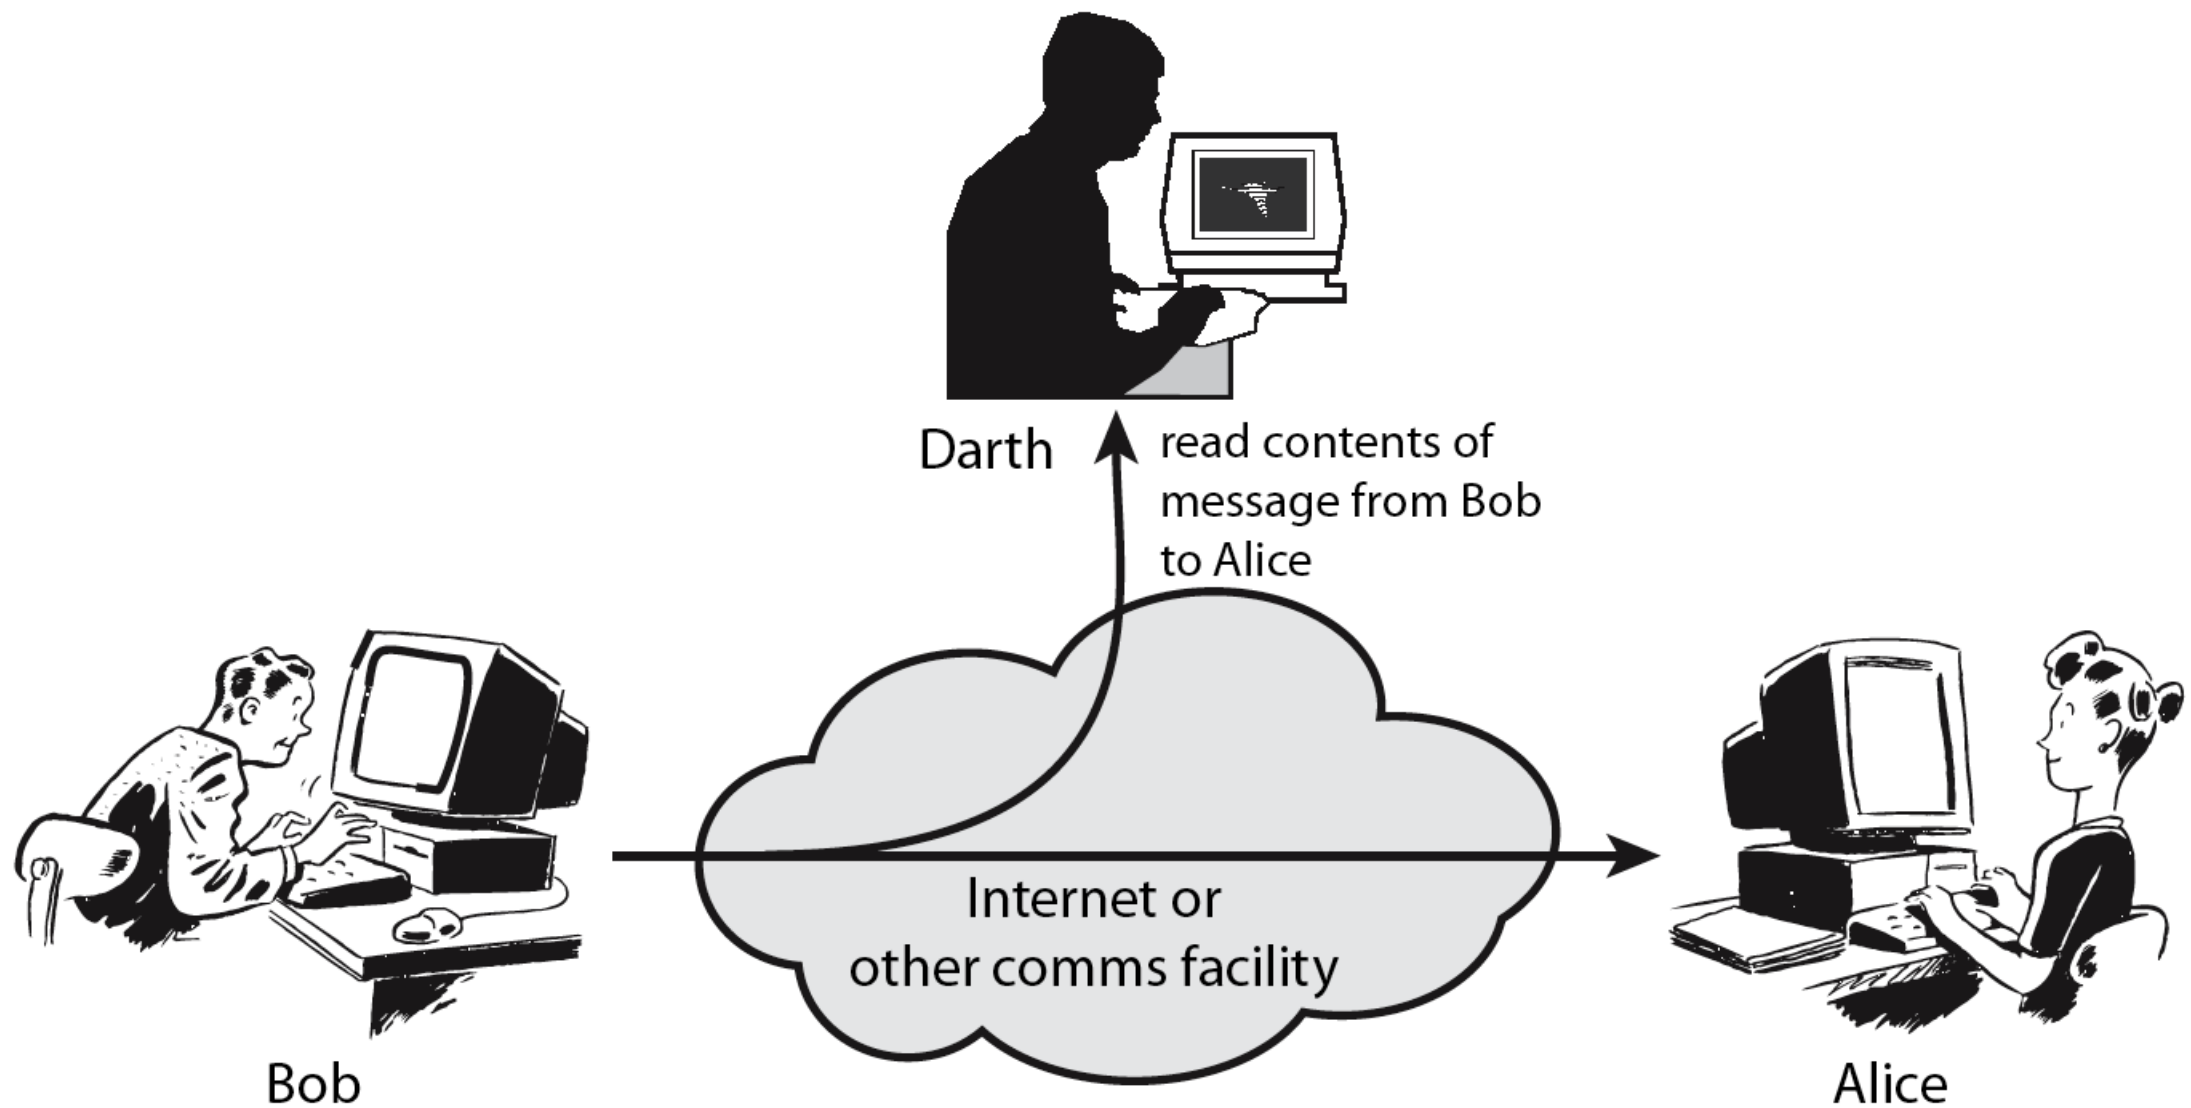 Darth
read contents of
message from Bob
to Alice
Internet or
other comms facility
Bob
Alice